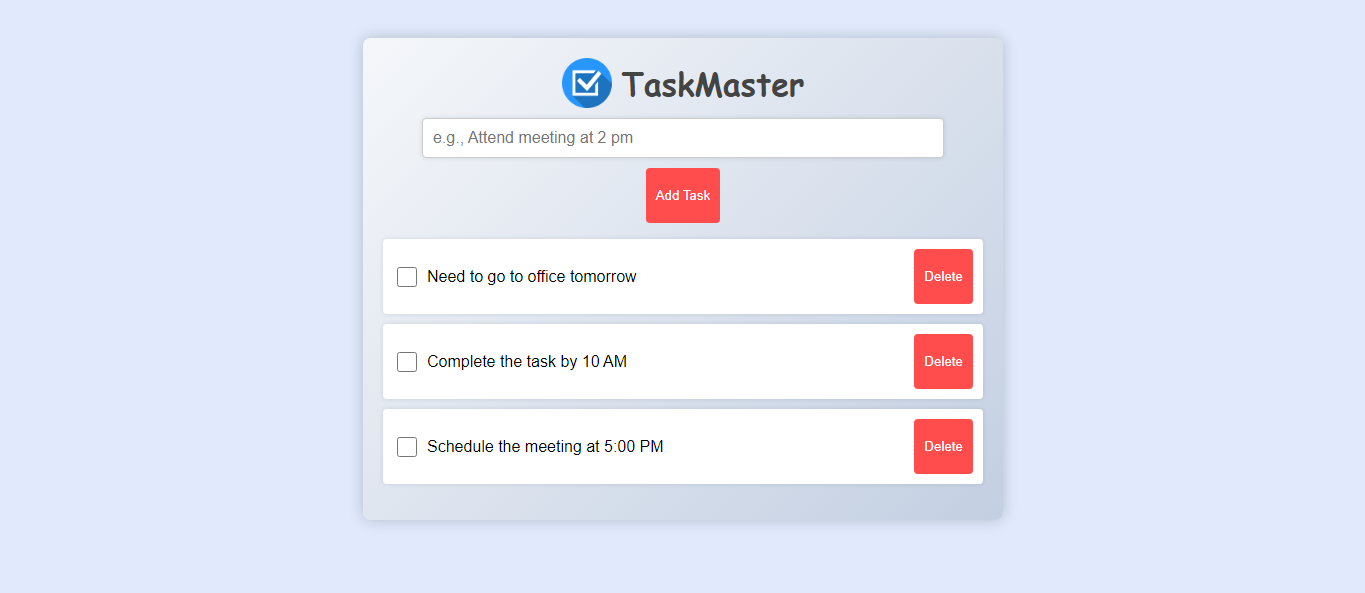 TaskMaster
e.g., Attend meeting at 2 pm
Add Task
Need to go to office tomorrow
Delete
Complete the task by 10 AM
Delete
Schedule the meeting at 5:00 PM
Delete